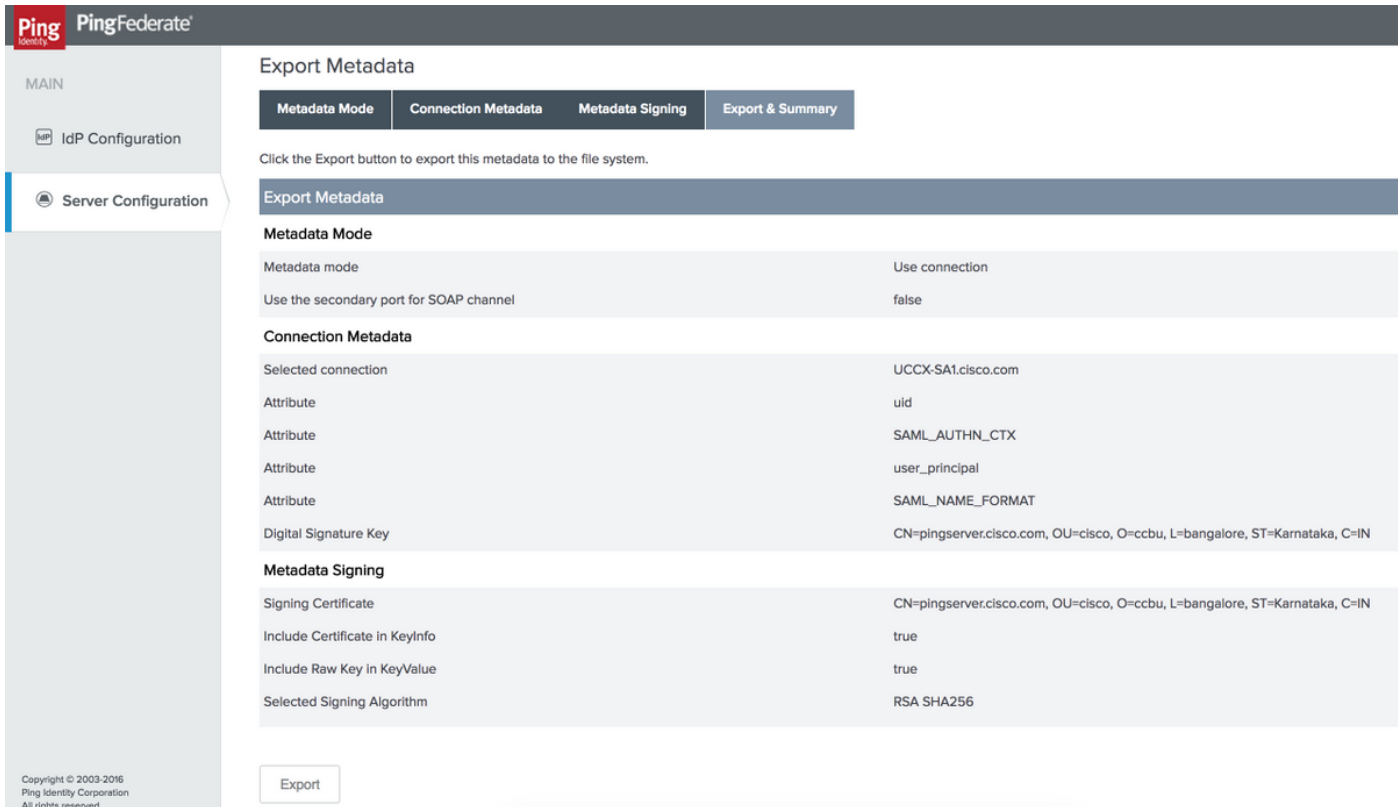 Ping
Identity.
PingFederate®
MAIN
IdP IdP Configuration
Server Configuration
Copyright © 2003-2016
Ping Identity Corporation
All rights reserved
Export Metadata
Metadata Mode Connection Metadata Metadata Signing Export & Summary
Click the Export button to export this metadata to the file system.
Export Metadata
Metadata Mode
Metadata mode Use connection
Use the secondary port for SOAP channel false
Connection Metadata
Selected connection UCCX-SA1.cisco.com
Attribute uid
Attribute SAML_AUTHN_CTX
Attribute user_principal
Attribute SAML_NAME_FORMAT
Digital Signature Key CN=pingserver.cisco.com, OU=cisco, O=ccbu, L=bangalore, ST=Karnataka, C=IN
Metadata Signing
Signing Certificate CN=pingserver.cisco.com, OU=cisco, O=ccbu, L=bangalore, ST=Karnataka, C=IN
Include Certificate in KeyInfo true
Include Raw Key in KeyValue true
Selected Signing Algorithm RSA SHA256
Export